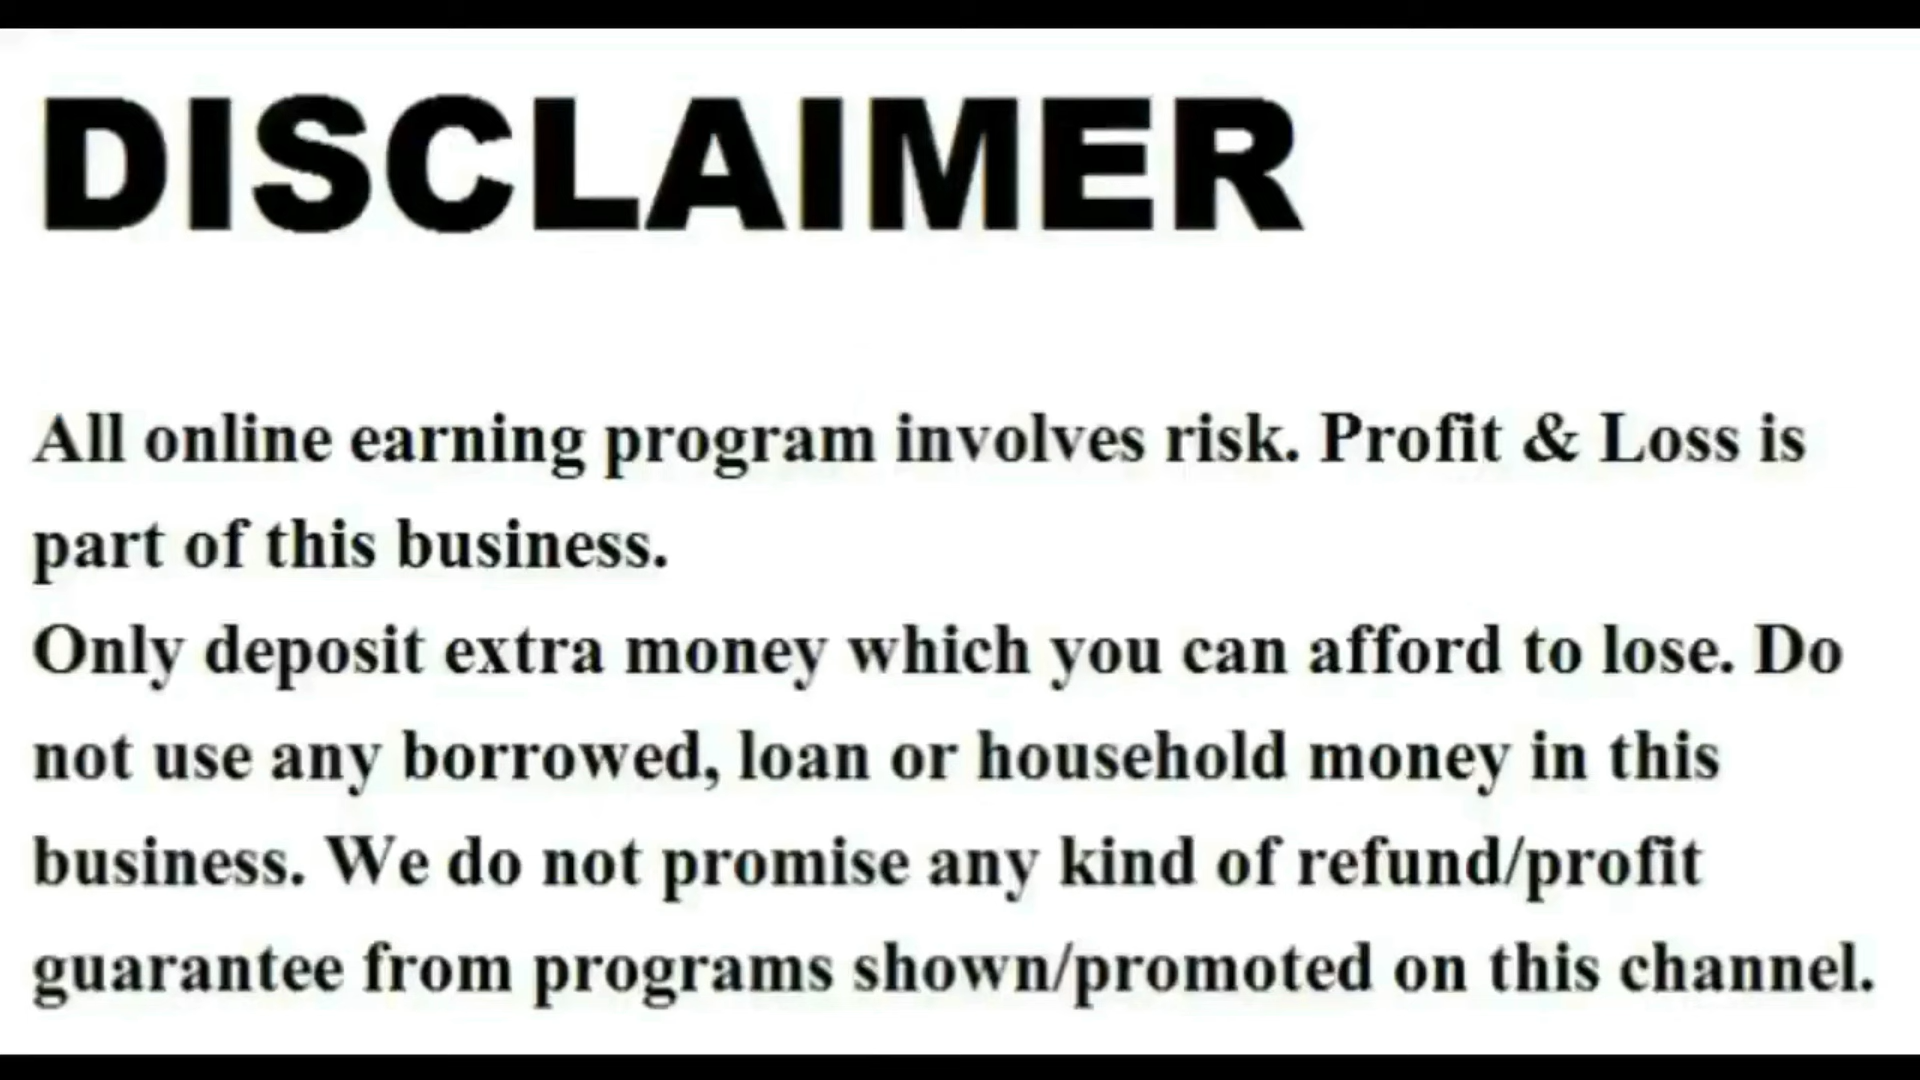 DISCLAIMER
All online earning program involves risk. Profit & Loss is
part of this business.
Only deposit extra money which you can afford to lose. Do
not use any borrowed, loan or household money in this
business. We do not promise any kind of refund/profit
guarantee from programs shown/promoted on this channel.